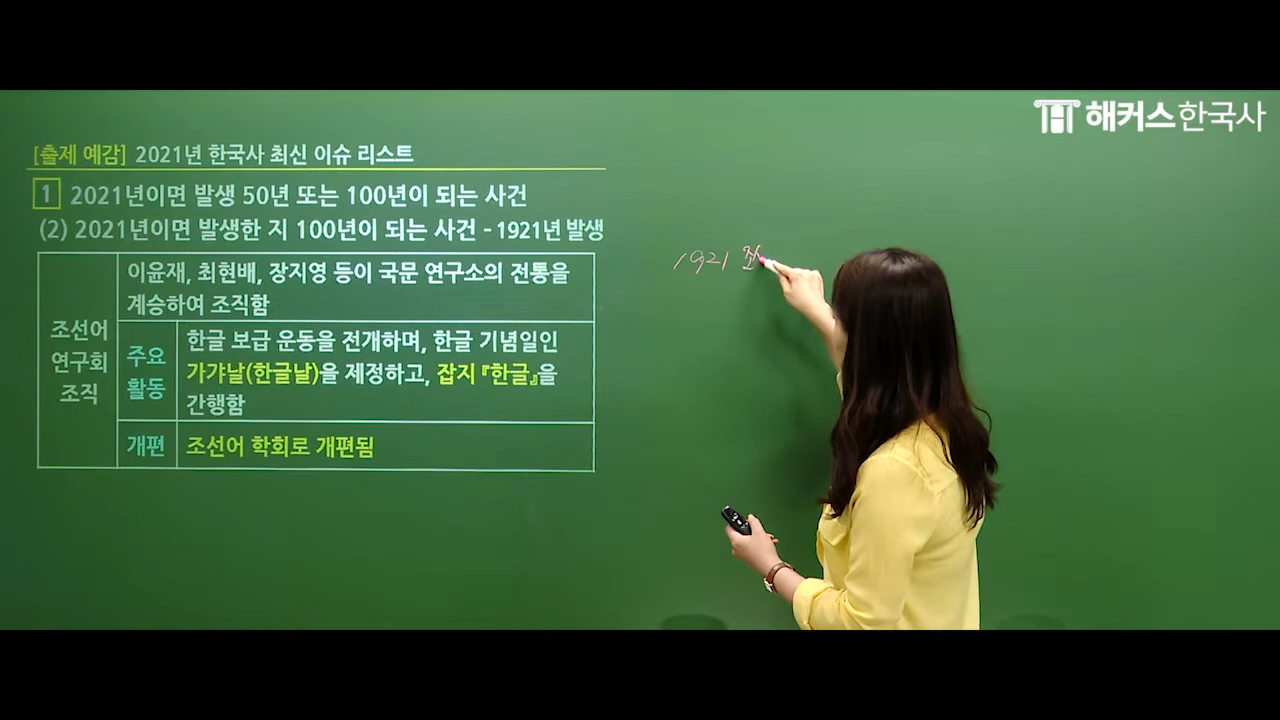 해커스한국사
[출제 예감] 2021년 한국사 최신 이슈 리스트
1 2021년이면 발생 50년 또는 100년이 되는 사건
(2) 2021년이면 발생한 지 100년이 되는 사건 - 1921년 발생
조선어
연구회
조직
이윤재, 최현배, 장지영 등이 국문 연구소의 전통을
계승하여 조직함
주요
활동
한글 보급 운동을 전개하며, 한글 기념일인
가갸날(한글날)을 제정하고, 잡지 『한글』을
간행함
개편
조선어 학회로 개편됨
1921